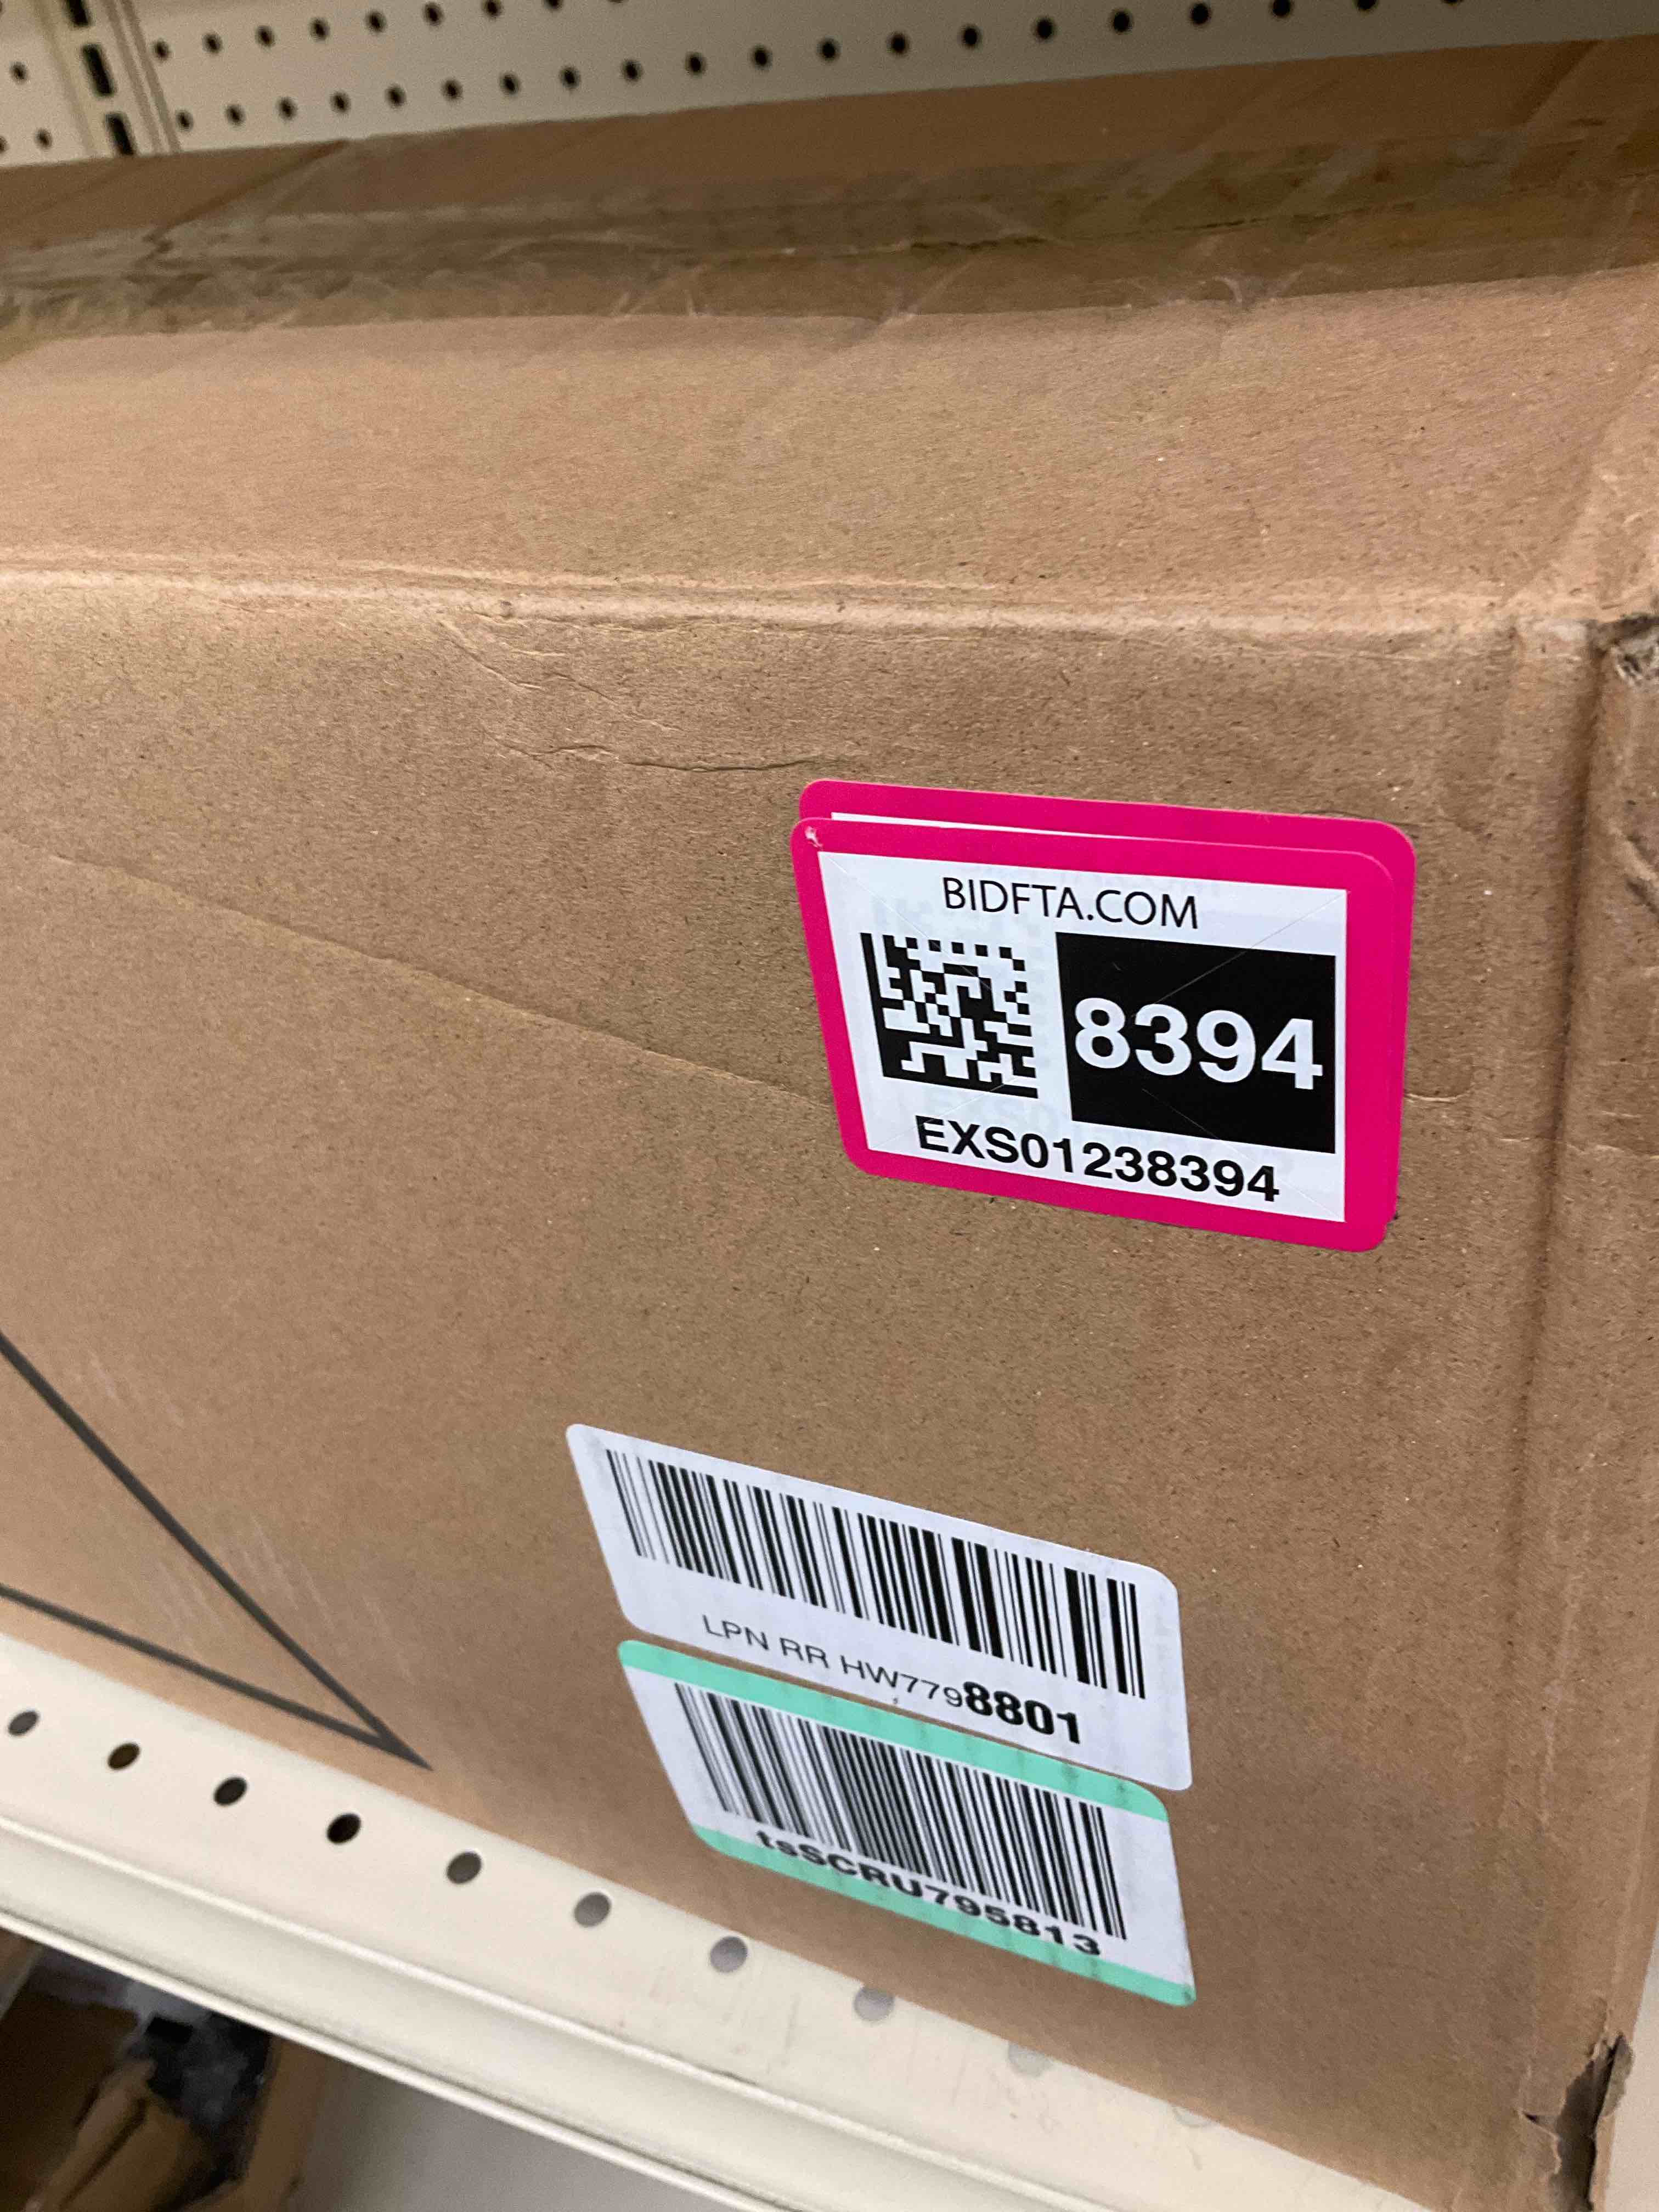 BIDFTA.COM
8394
EXS01238394
LPN RR HW7798801
tsSCRU795813